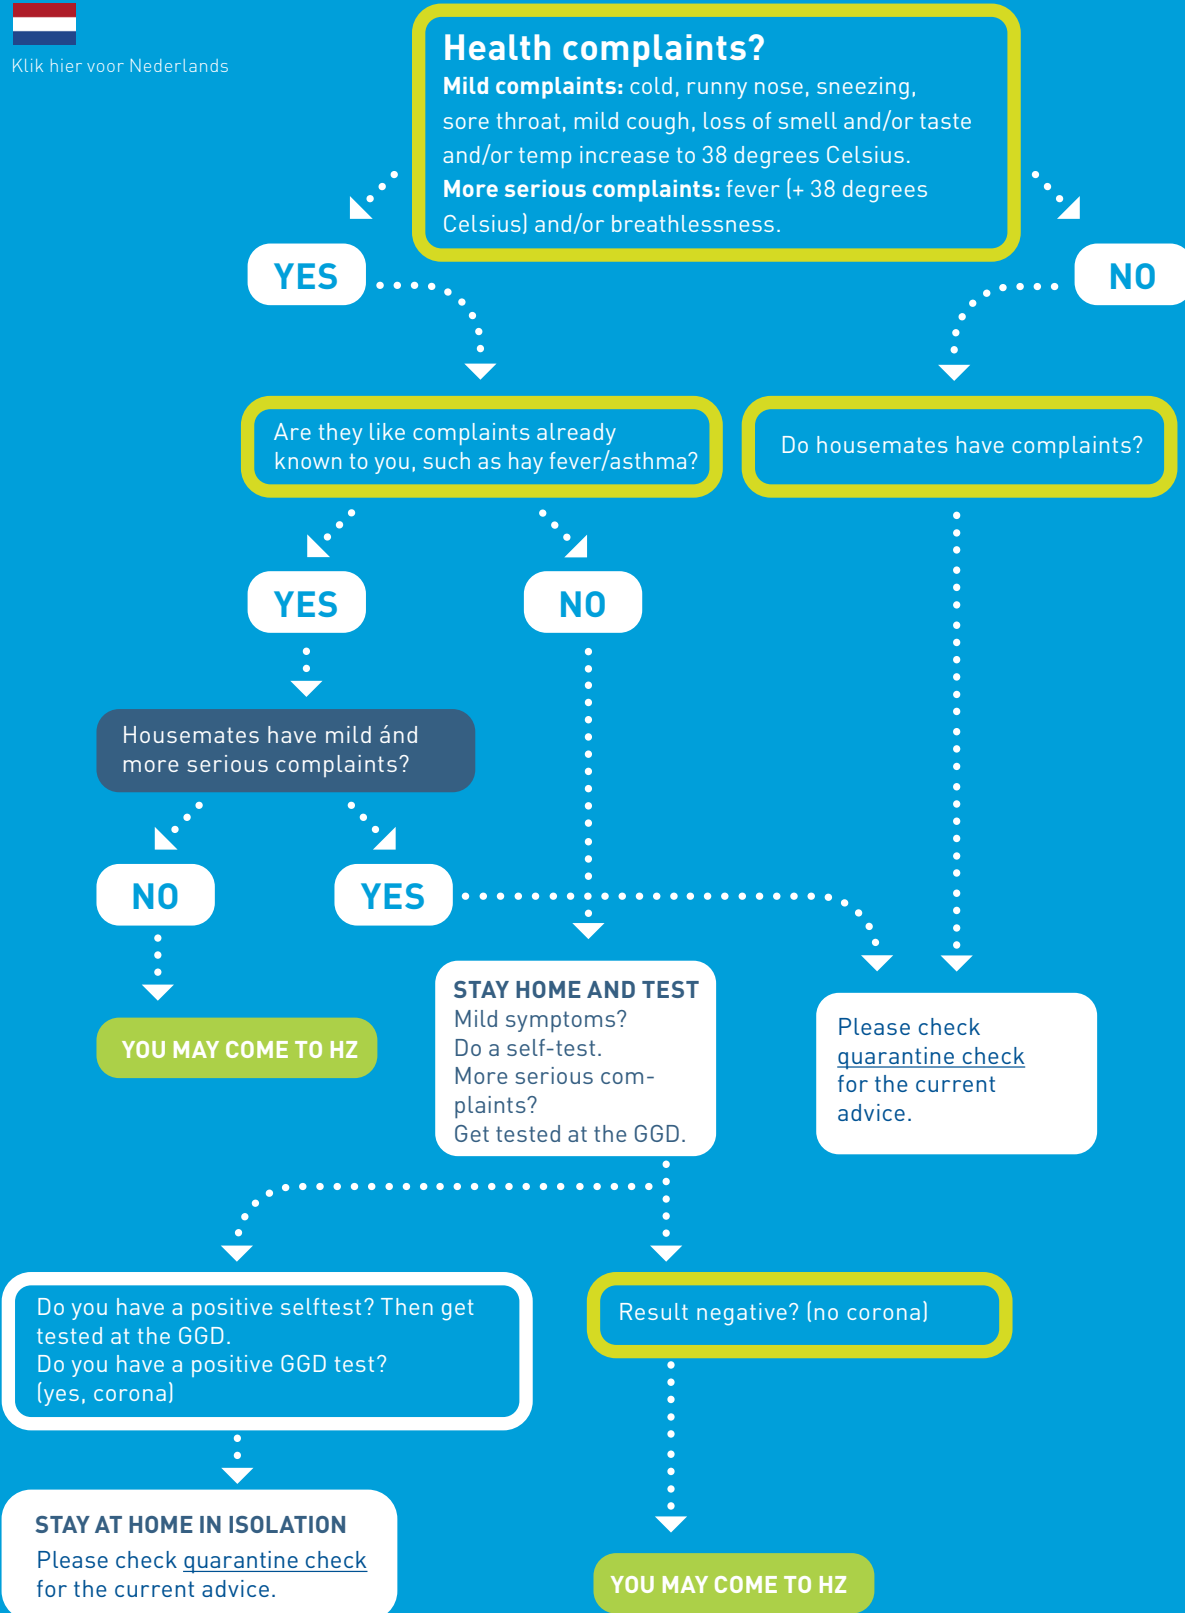 Klik hier voor Nederlands
Health complaints?
Mild complaints: cold, runny nose, sneezing,
sore throat, mild cough, loss of smell and/or taste
and/or temp increase to 38 degrees Celsius.
More serious complaints: fever (+ 38 degrees
Celsius) and/or breathlessness.
YES
NO
Are they like complaints already
known to you, such as hay fever/asthma?
Do housemates have complaints?
YES
NO
Housemates have mild ánd
more serious complaints?
NO
YES
YOU MAY COME TO HZ
STAY HOME AND TEST
Mild symptoms?
Do a self-test.
More serious com-
plaints?
Get tested at the GGD.
Please check
quarantine check
for the current
advice.
Do you have a positive selftest? Then get
tested at the GGD.
Do you have a positive GGD test?
(yes, corona)
Result negative? (no corona)
STAY AT HOME IN ISOLATION
Please check quarantine check
for the current advice.
YOU MAY COME TO HZ